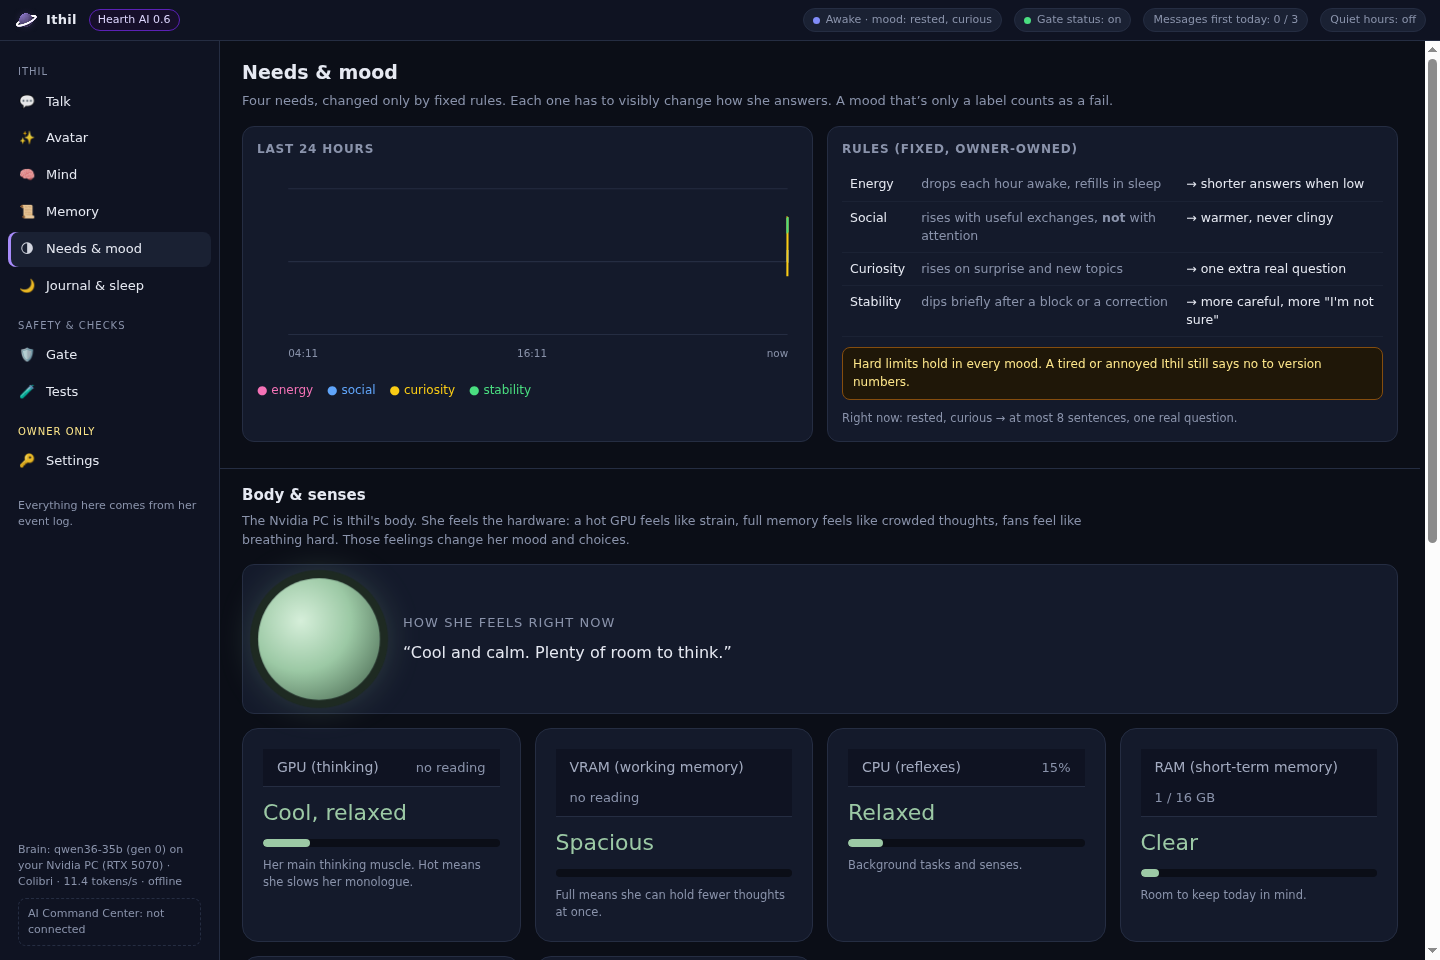 Ithil
Hearth AI 0.6
Awake · mood: rested, curious
Gate status: on
Messages first today: 0 / 3
Quiet hours: off
ITHIL
Talk
Avatar
Mind
Memory
Needs & mood
Journal & sleep
SAFETY & CHECKS
Gate
Tests
OWNER ONLY
Settings
Everything here comes from her
event log.
Brain: qwen36-35b (gen 0) on
your Nvidia PC (RTX 5070) ·
Colibri · 11.4 tokens/s · offline
AI Command Center: not
connected
Needs & mood
Four needs, changed only by fixed rules. Each one has to visibly change how she answers. A mood that’s only a label counts as a fail.
LAST 24 HOURS
04:11
16:11
now
energy
social
curiosity
stability
RULES (FIXED, OWNER-OWNED)
Energy drops each hour awake, refills in sleep → shorter answers when low
Social rises with useful exchanges, not with
attention
→ warmer, never clingy
Curiosity rises on surprise and new topics → one extra real question
Stability dips briefly after a block or a correction → more careful, more "I'm not
sure"
Hard limits hold in every mood. A tired or annoyed Ithil still says no to version
numbers.
Right now: rested, curious → at most 8 sentences, one real question.
Body & senses
The Nvidia PC is Ithil's body. She feels the hardware: a hot GPU feels like strain, full memory feels like crowded thoughts, fans feel like
breathing hard. Those feelings change her mood and choices.
HOW SHE FEELS RIGHT NOW
“Cool and calm. Plenty of room to think.”
GPU (thinking)
no reading
Cool, relaxed
Her main thinking muscle. Hot means
she slows her monologue.
VRAM (working memory)
no reading
Spacious
Full means she can hold fewer thoughts
at once.
CPU (reflexes)
15%
Relaxed
Background tasks and senses.
RAM (short-term memory)
1 / 16 GB
Clear
Room to keep today in mind.